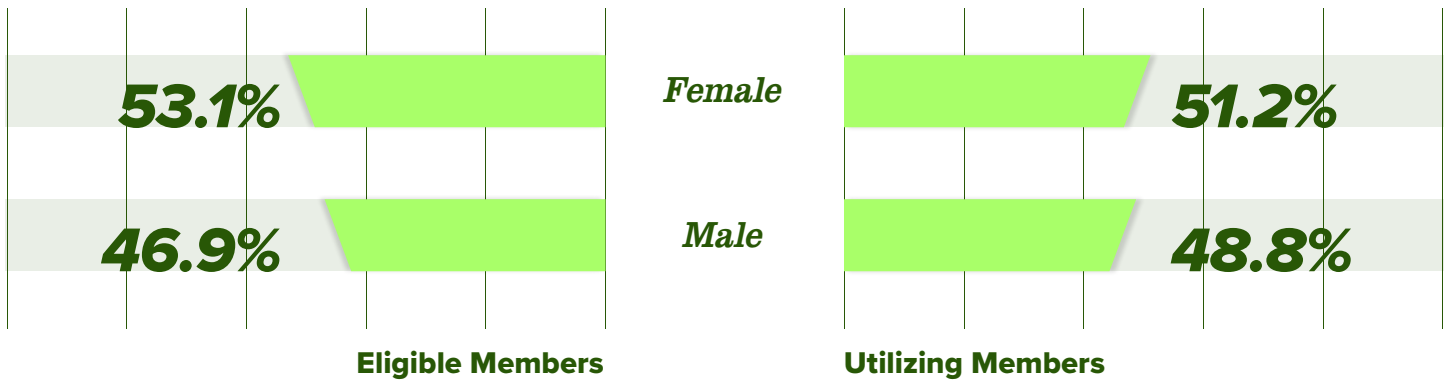 53.1% Female 51.2%
46.9% Male 48.8%
Eligible Members Utilizing Members